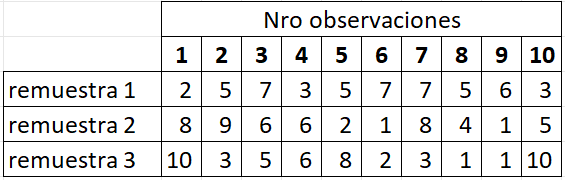 Nro observaciones
1 2 3 4 5 6 7 8 9 10
remuestra 1 2 5 7 3 5 7 7 5 6 3
remuestra 2 8 9 6 6 2 1 8 4 1 5
remuestra 3 10 3 5 6 8 2 3 1 1 10